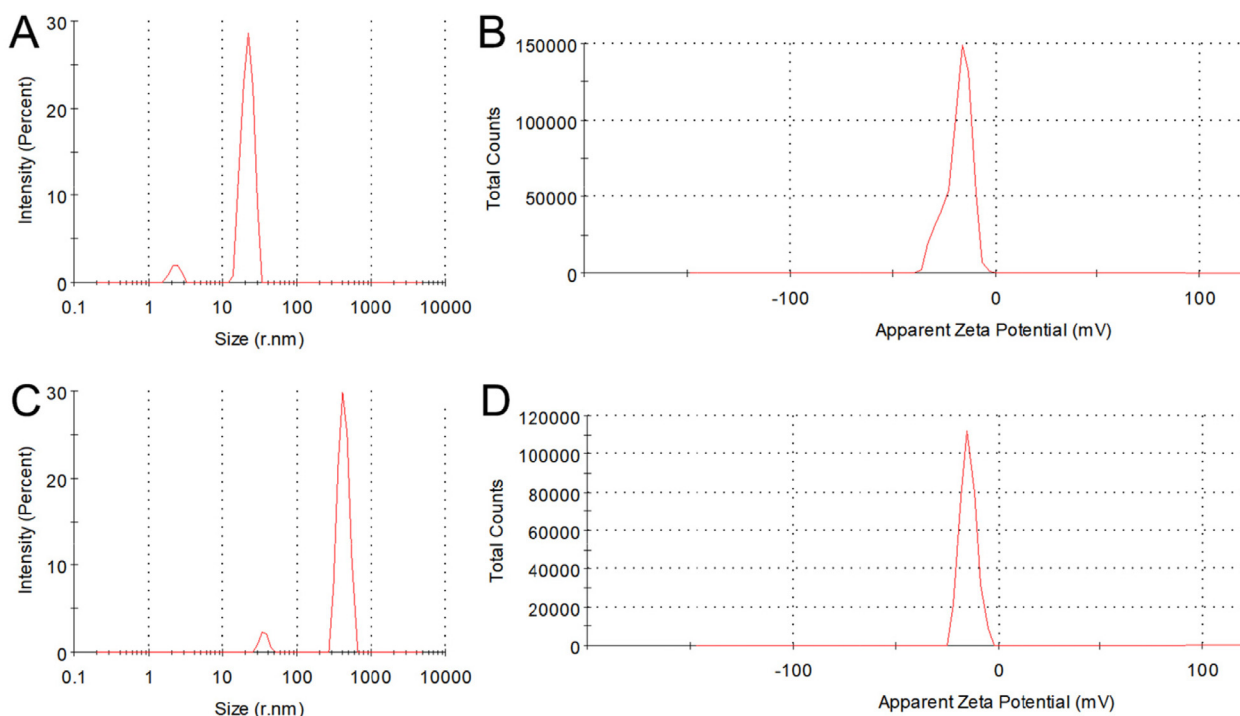 A
Intensity (Percent)
30
20
10
0
0.1 1 10 100 1000 10000
Size (r.nm)
B
Total Counts
150000
100000
50000
0
-100 0 100
Apparent Zeta Potential (mV)
C
Intensity (Percent)
30
20
10
0
0.1 1 10 100 1000 10000
Size (r.nm)
D
Total Counts
120000
100000
80000
60000
40000
20000
0
-100 0 100
Apparent Zeta Potential (mV)